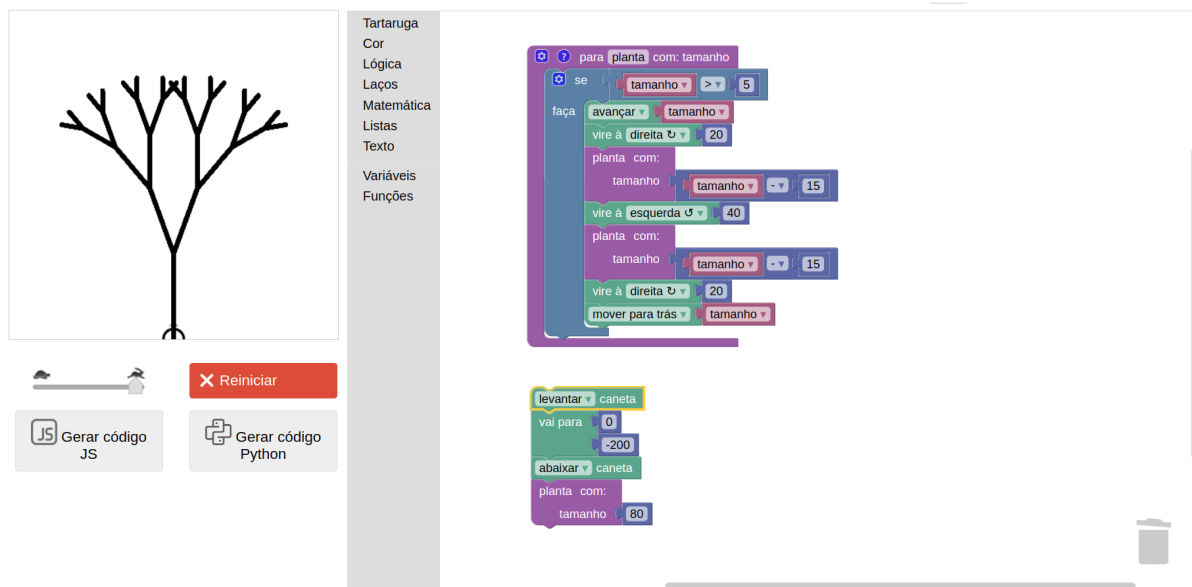 Tartaruga
Cor
Lógica
Laços
Matemática
Listas
Texto
Variáveis
Funções
Reiniciar
JS Gerar código JS
Gerar código Python
? para planta com: tamanho
se tamanho > 5
faça avançar tamanho
vire à direita ↻ 20
planta com:
tamanho tamanho - 15
vire à esquerda ↺ 40
planta com:
tamanho tamanho - 15
vire à direita ↻ 20
mover para trás tamanho
levantar caneta
vai para 0
-200
abaixar caneta
planta com:
tamanho 80